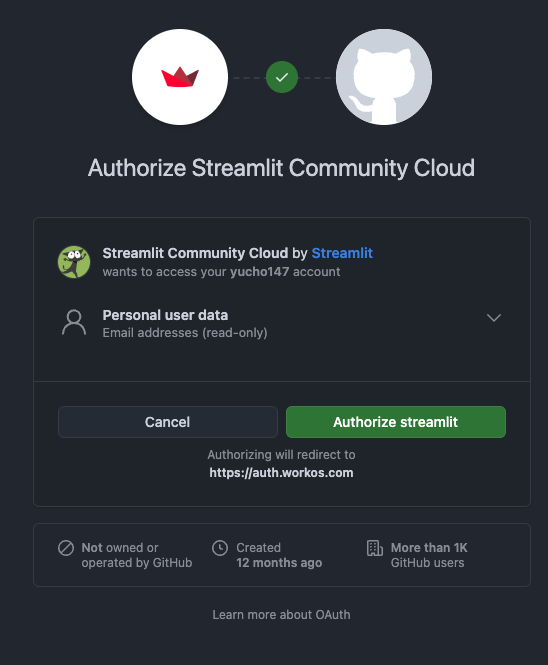 Authorize Streamlit Community Cloud
Streamlit Community Cloud by Streamlit
wants to access your yucho147 account
Personal user data
Email addresses (read-only)
Cancel
Authorize streamlit
Authorizing will redirect to
https://auth.workos.com
Not owned or
operated by GitHub
Created
12 months ago
More than 1K
GitHub users
Learn more about OAuth